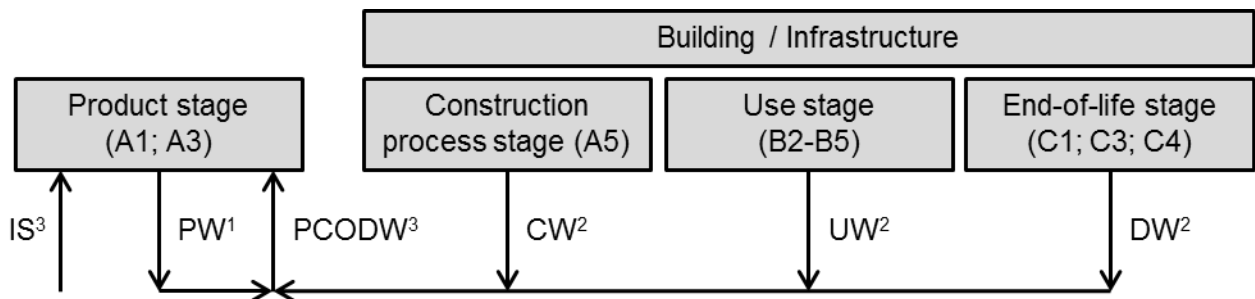 Building / Infrastructure
Product stage
(A1; A3)
Construction
process stage (A5)
Use stage
(B2-B5)
End-of-life stage
(C1; C3; C4)
IS³
PW¹
PCODW³
CW²
UW²
DW²